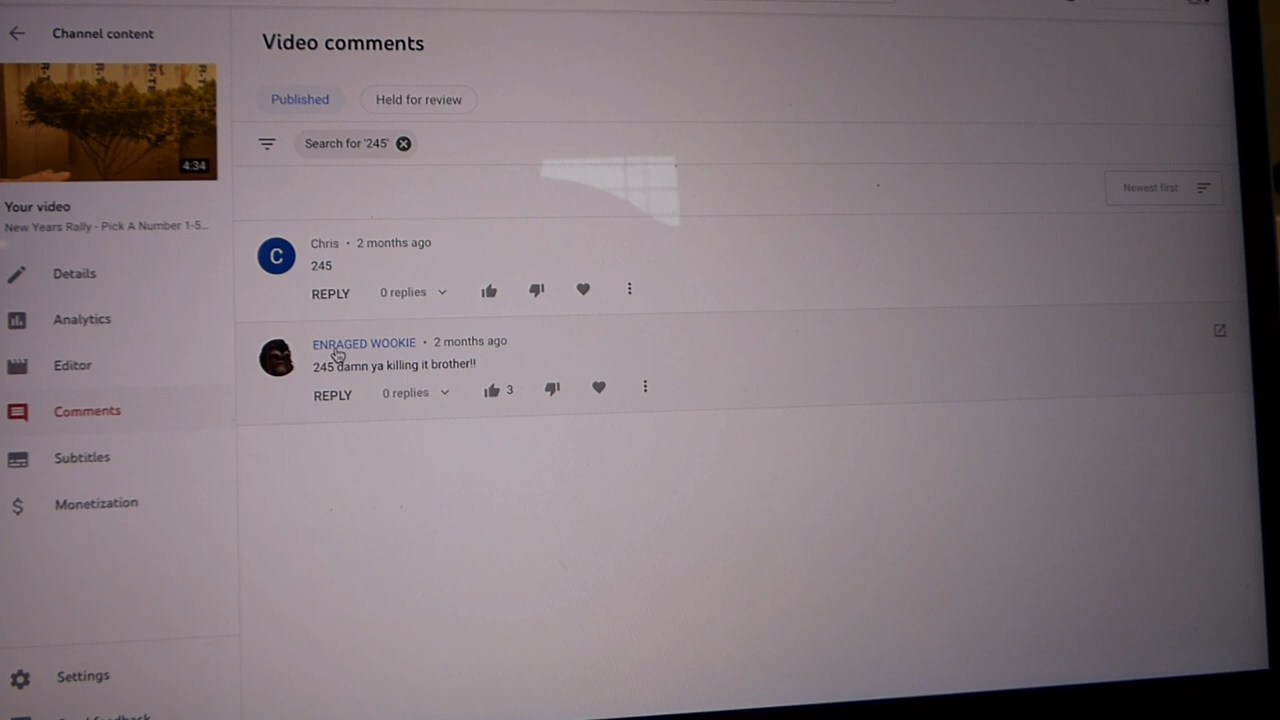 Channel content
4:34
Your video
New Years Rally - Pick A Number 1-5...
Details
Analytics
Editor
Comments
Subtitles
Monetization
Settings
Video comments
Published
Held for review
Search for '245'
Newest first
C
Chris · 2 months ago
245
REPLY 0 replies
ENRAGED WOOKIE · 2 months ago
245 damn ya killing it brother!!
REPLY 0 replies 3